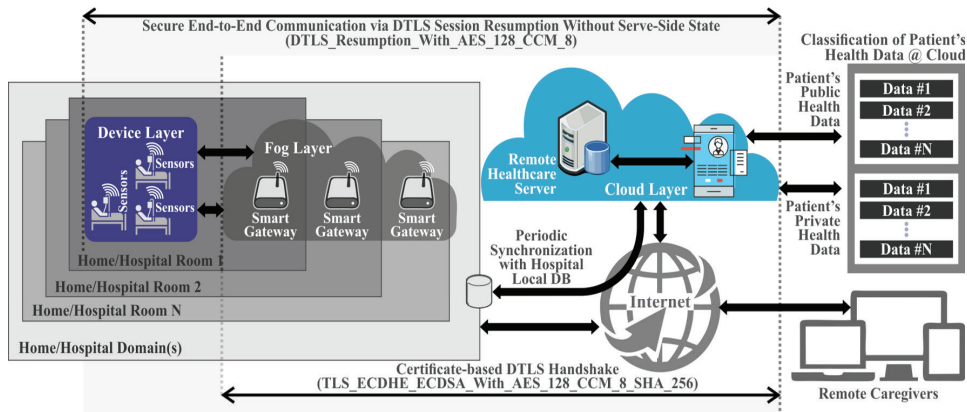 Secure End-to-End Communication via DTLS Session Resumption Without Serve-Side State
(DTLS_Resumption_With_AES_128_CCM_8)
Classification of Patient's
Health Data @ Cloud
Device Layer
Sensors
Sensors
Sensors
Fog Layer
Smart
Gateway
Smart
Gateway
Smart
Gateway
Home/Hospital Room 1
Home/Hospital Room 2
Home/Hospital Room N
Home/Hospital Domain(s)
Remote
Healthcare
Server
Cloud Layer
Patient's
Public
Health
Data
Data #1
Data #2
Data #N
Patient's
Private
Health
Data
Data #1
Data #2
Data #N
Periodic
Synchronization
with Hospital
Local DB
Internet
Certificate-based DTLS Handshake
(TLS_ECDHE_ECDSA_With_AES_128_CCM_8_SHA_256)
Remote Caregivers